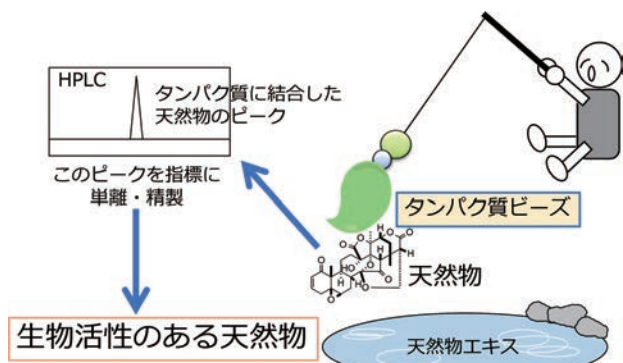 HPLC
タンパク質に結合した
天然物のピーク
このピークを指標に
単離・精製
タンパク質ビーズ
天然物
生物活性のある天然物
天然物エキス